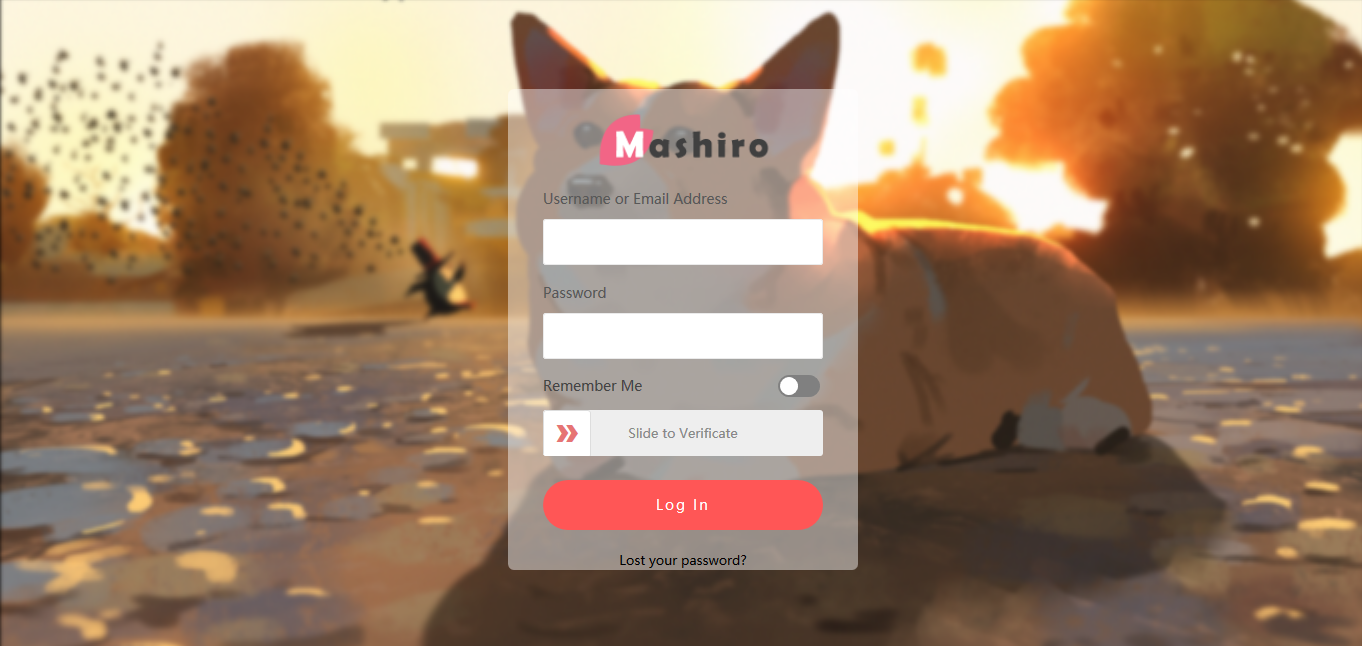 Mashiro
Username or Email Address
Password
Remember Me
Slide to Verificate
Log In
Lost your password?